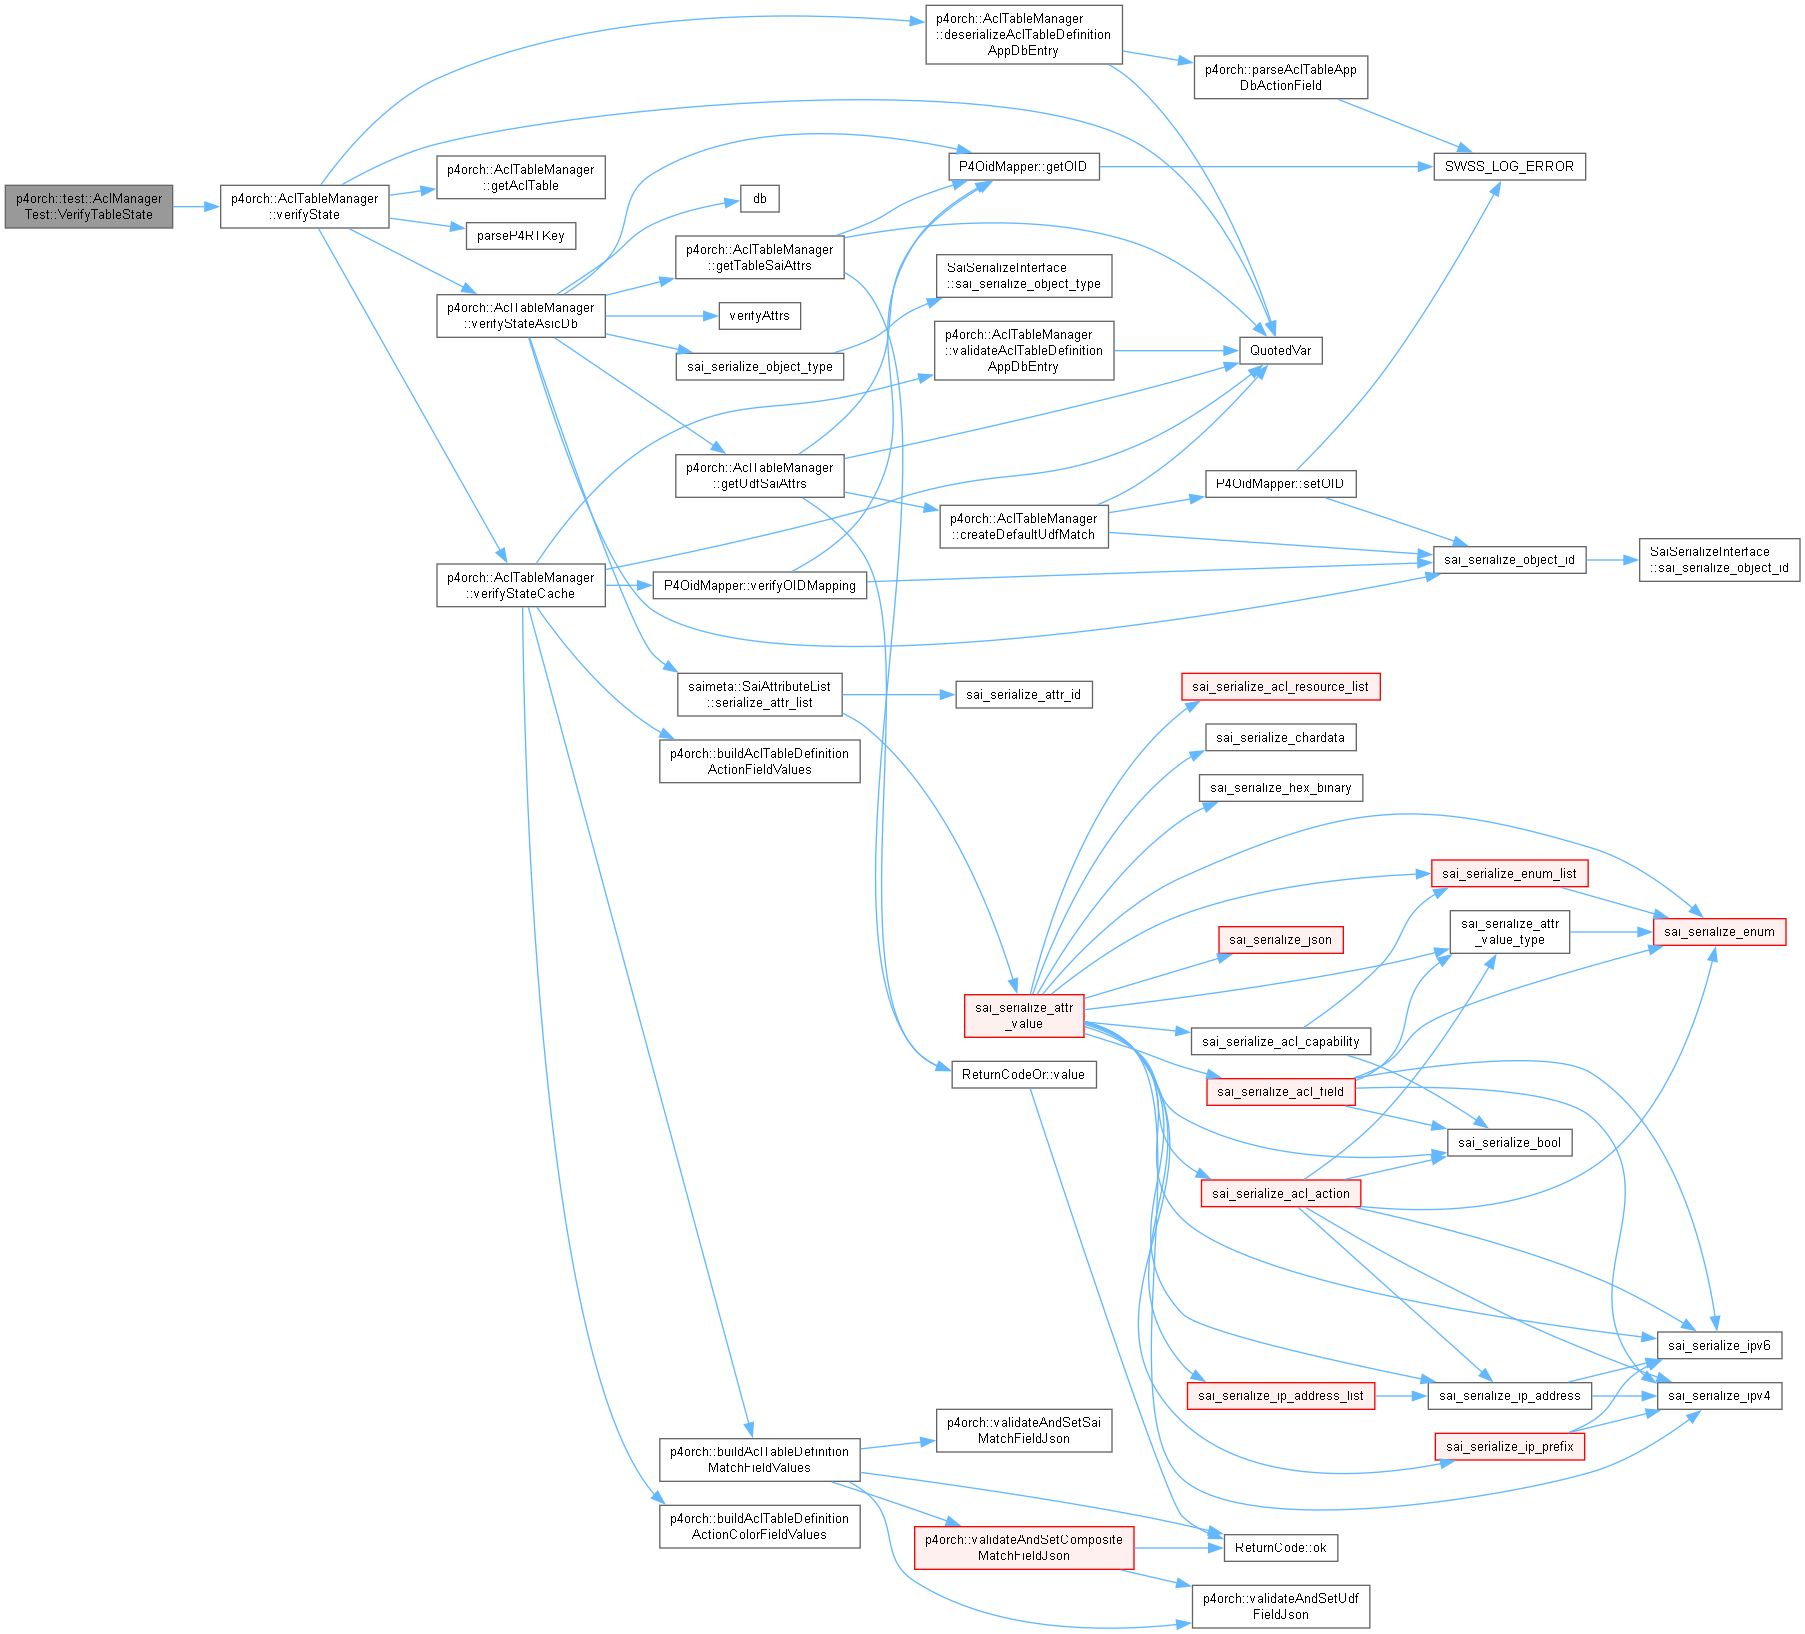 p4orch::test::AclManager
Test::VerifyTableState
p4orch::AclTableManager
::verifyState
p4orch::AclTableManager
::getAclTable
parseP4RTKey
p4orch::AclTableManager
::verifyStateAsicDb
p4orch::AclTableManager
::verifyStateCache
db
p4orch::AclTableManager
::getTableSaiAttrs
verifyAttrs
sai_serialize_object_type
p4orch::AclTableManager
::getUdfSaiAttrs
P4OidMapper::verifyOIDMapping
saimeta::SaiAttributeList
::serialize_attr_list
p4orch::buildAclTableDefinition
ActionFieldValues
p4orch::buildAclTableDefinition
MatchFieldValues
p4orch::buildAclTableDefinition
ActionColorFieldValues
p4orch::AclTableManager
::deserializeAclTableDefinition
AppDbEntry
P4OidMapper::getOID
SaiSerializeInterface
::sai_serialize_object_type
p4orch::AclTableManager
::validateAclTableDefinition
AppDbEntry
p4orch::AclTableManager
::createDefaultUdfMatch
sai_serialize_attr_id
sai_serialize_attr
_value
ReturnCodeOr::value
p4orch::validateAndSetSai
MatchFieldJson
p4orch::validateAndSetComposite
MatchFieldJson
p4orch::parseAclTableApp
DbActionField
QuotedVar
P4OidMapper::setOID
sai_serialize_acl_resource_list
sai_serialize_chardata
sai_serialize_hex_binary
sai_serialize_json
sai_serialize_acl_capability
sai_serialize_acl_field
sai_serialize_acl_action
sai_serialize_ip_address_list
ReturnCode::ok
p4orch::validateAndSetUdf
FieldJson
SWSS_LOG_ERROR
sai_serialize_object_id
sai_serialize_enum_list
sai_serialize_attr
_value_type
sai_serialize_bool
sai_serialize_ip_address
sai_serialize_ip_prefix
SaiSerializeInterface
::sai_serialize_object_id
sai_serialize_enum
sai_serialize_ipv6
sai_serialize_ipv4